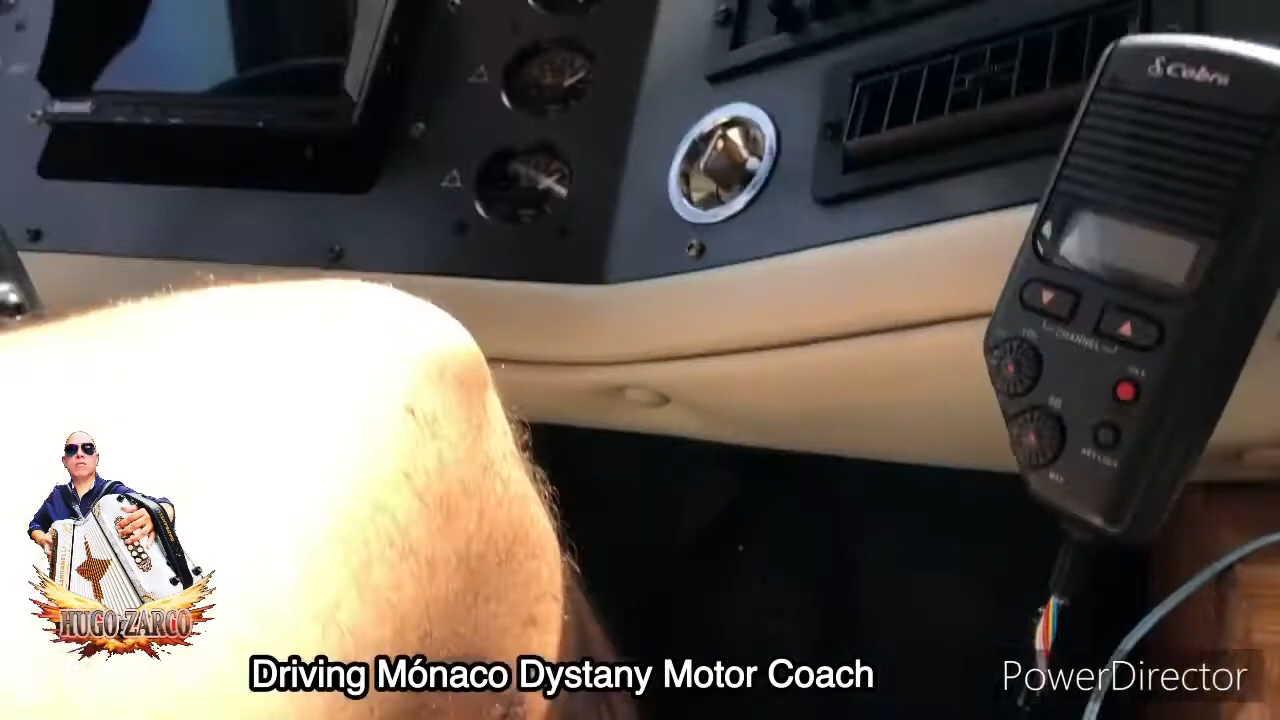 Cobra
CHANNEL
HUGO ZARCO
Driving Mónaco Dystany Motor Coach
PowerDirector